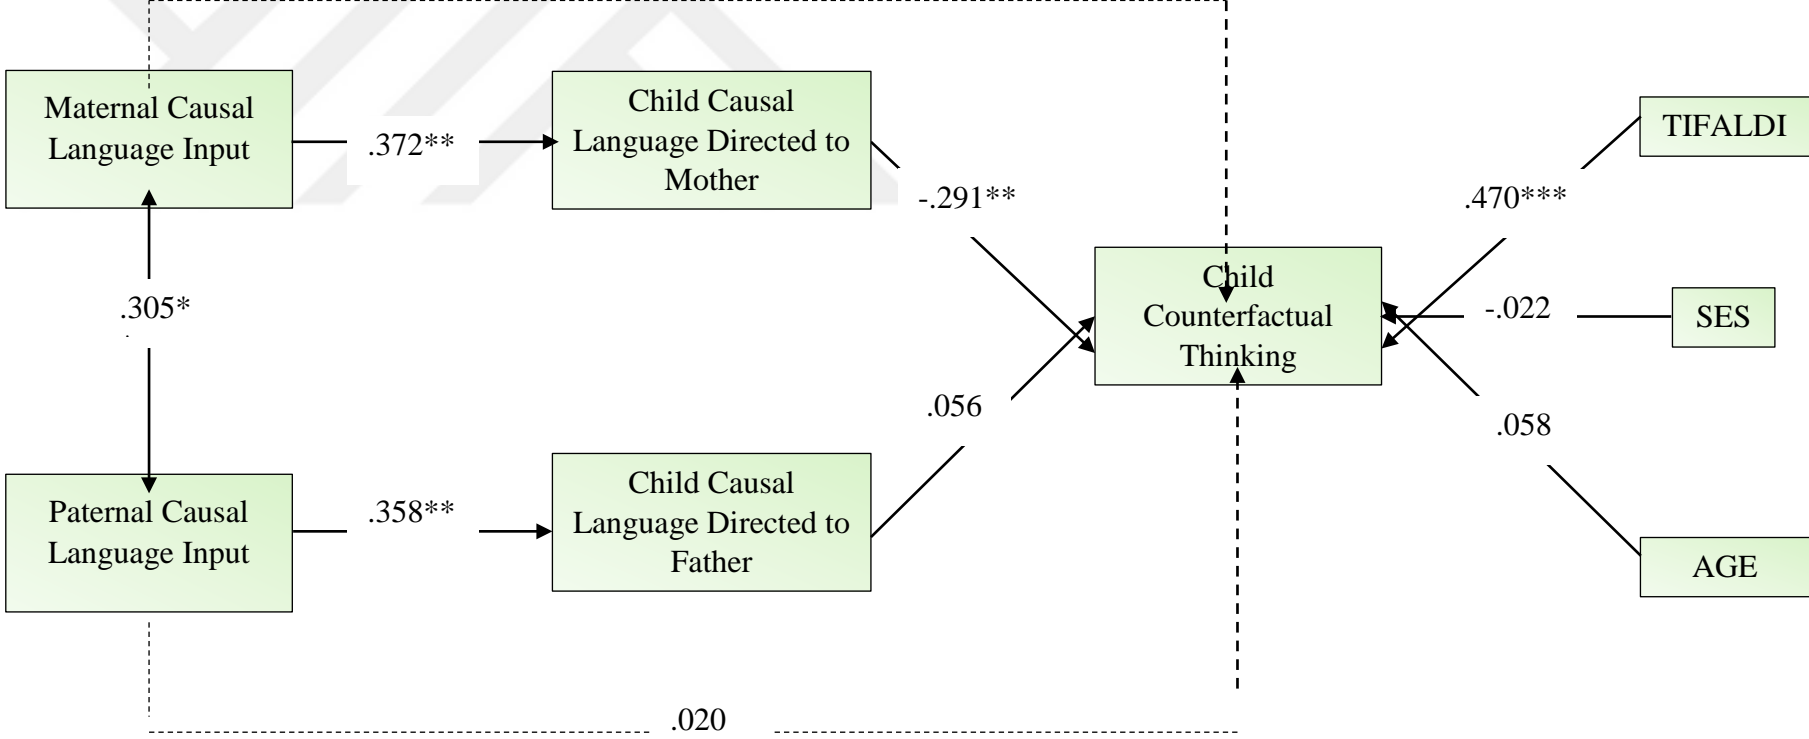 Maternal Causal
Language Input
.372**
Child Causal
Language Directed to
Mother
-.291**
TIFALDI
.470***
.305*
Child
Counterfactual
Thinking
-.022
SES
.056
.058
Paternal Causal
Language Input
.358**
Child Causal
Language Directed to
Father
AGE
.020